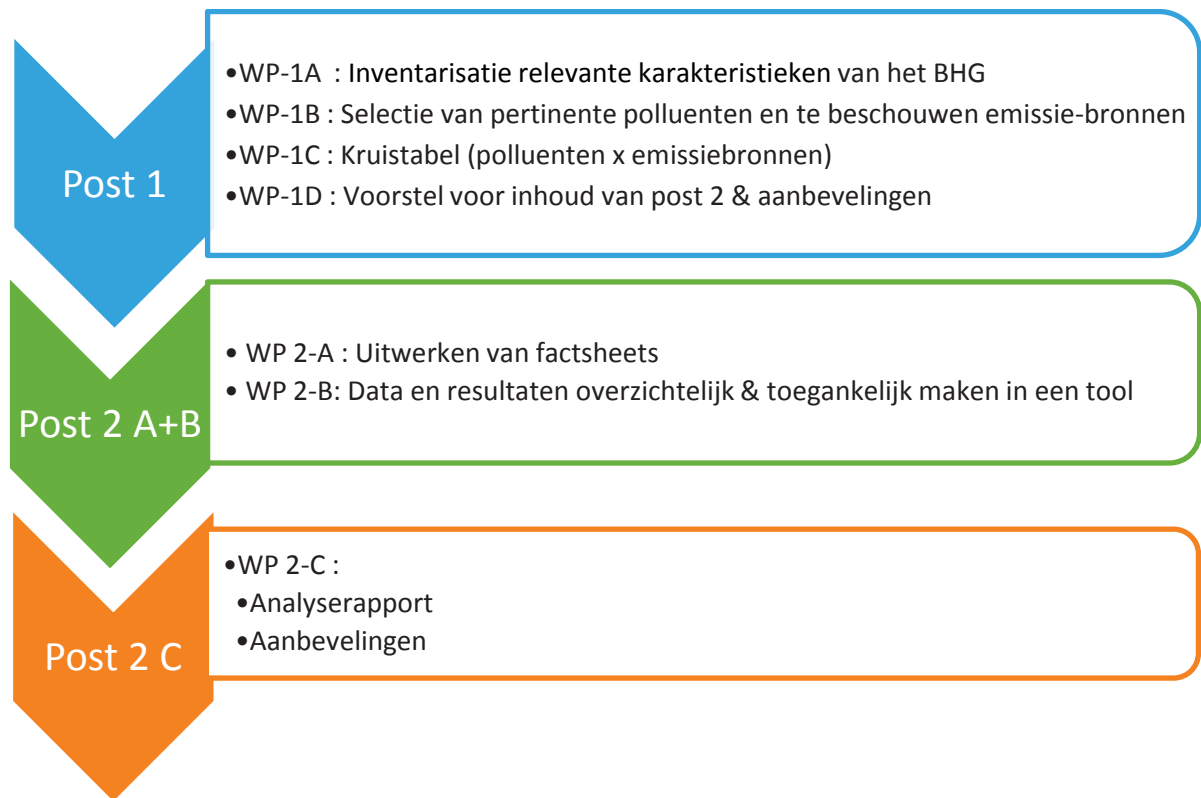 Post 1
•WP-1A : Inventarisatie relevante karakteristieken van het BHG
•WP-1B : Selectie van pertinente polluenten en te beschouwen emissie-bronnen
•WP-1C : Kruistabel (polluenten x emissiebronnen)
•WP-1D : Voorstel voor inhoud van post 2 & aanbevelingen
Post 2 A+B
• WP 2-A : Uitwerken van factsheets
• WP 2-B: Data en resultaten overzichtelijk & toegankelijk maken in een tool
Post 2 C
•WP 2-C :
•Analyserapport
•Aanbevelingen